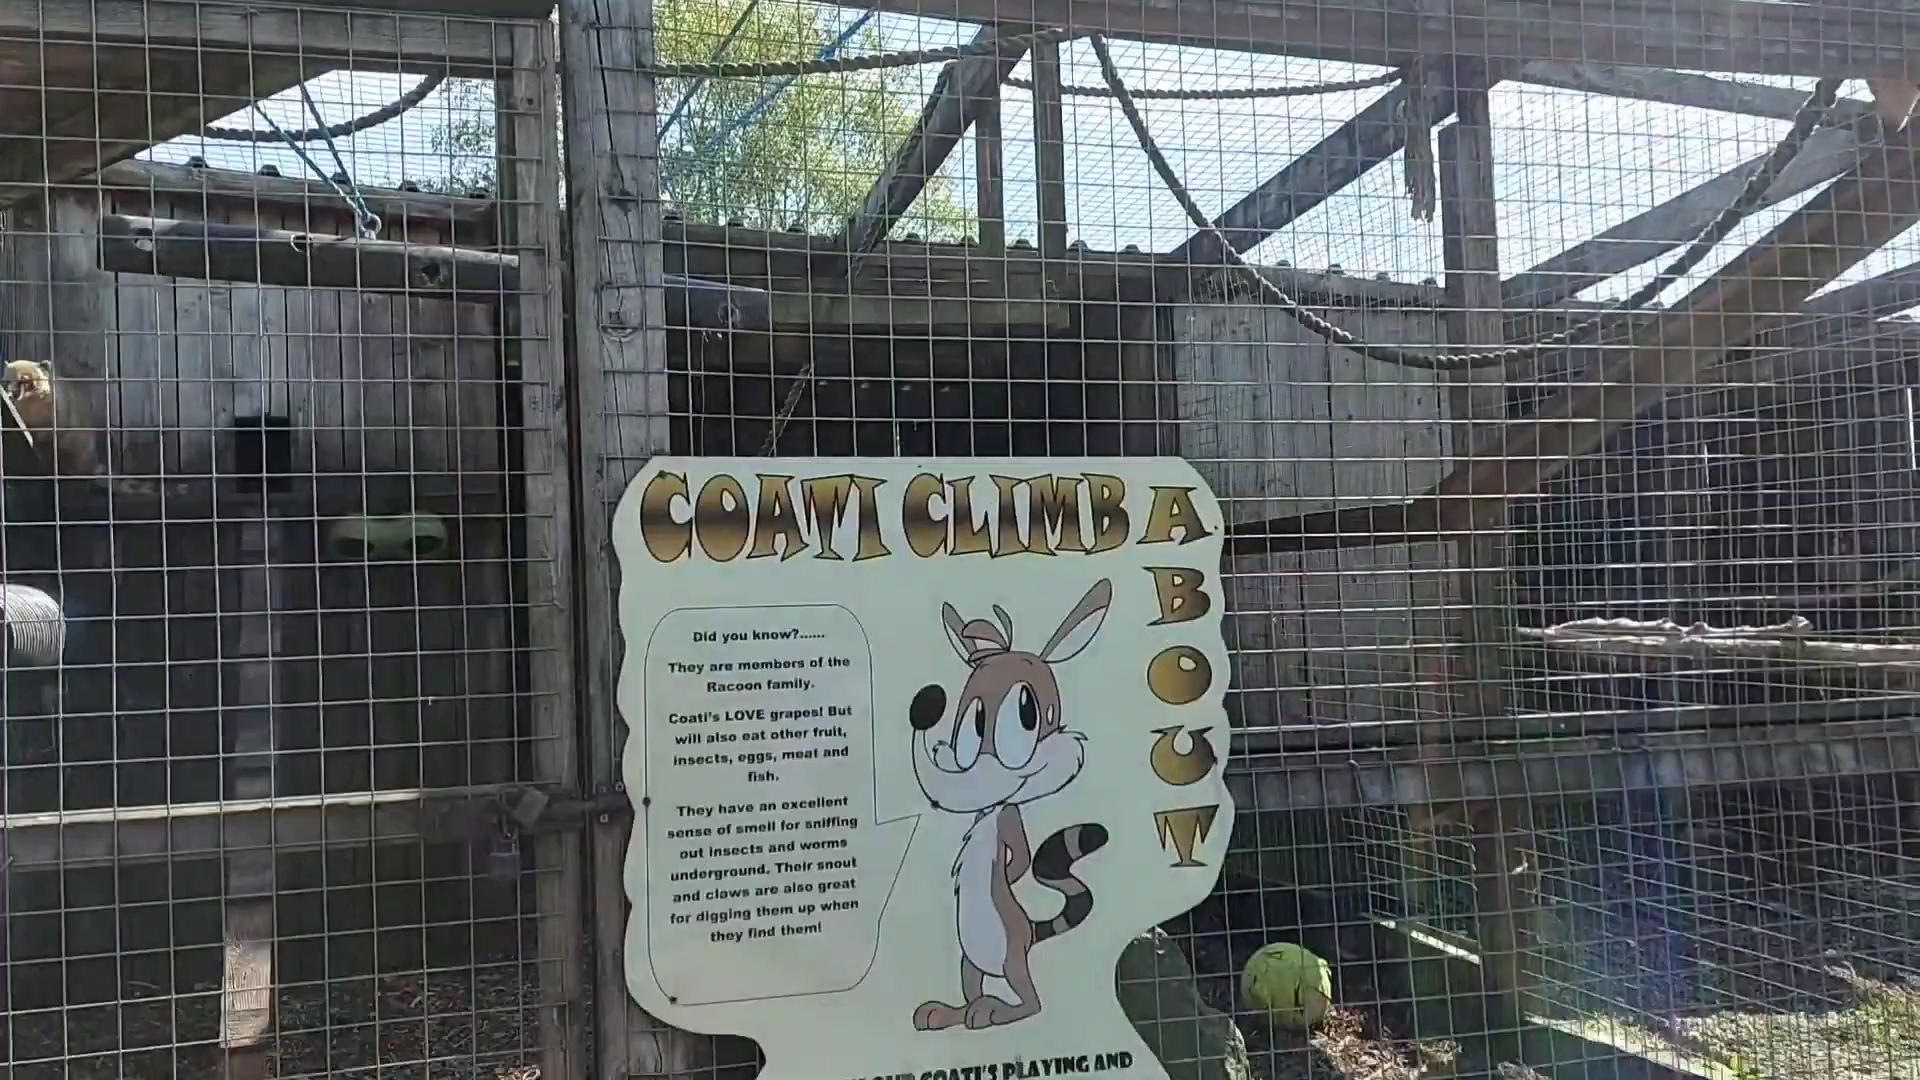 COATI CLIMB
ABOUT
Did you know?......
They are members of the
Racoon family.
Coati's LOVE grapes! But
will also eat other fruit,
insects, eggs, meat and
fish.
They have an excellent
sense of smell for sniffing
out insects and worms
underground. Their snout
and claws are also great
for digging them up when
they find them!
OUR COATI'S PLAYING AND